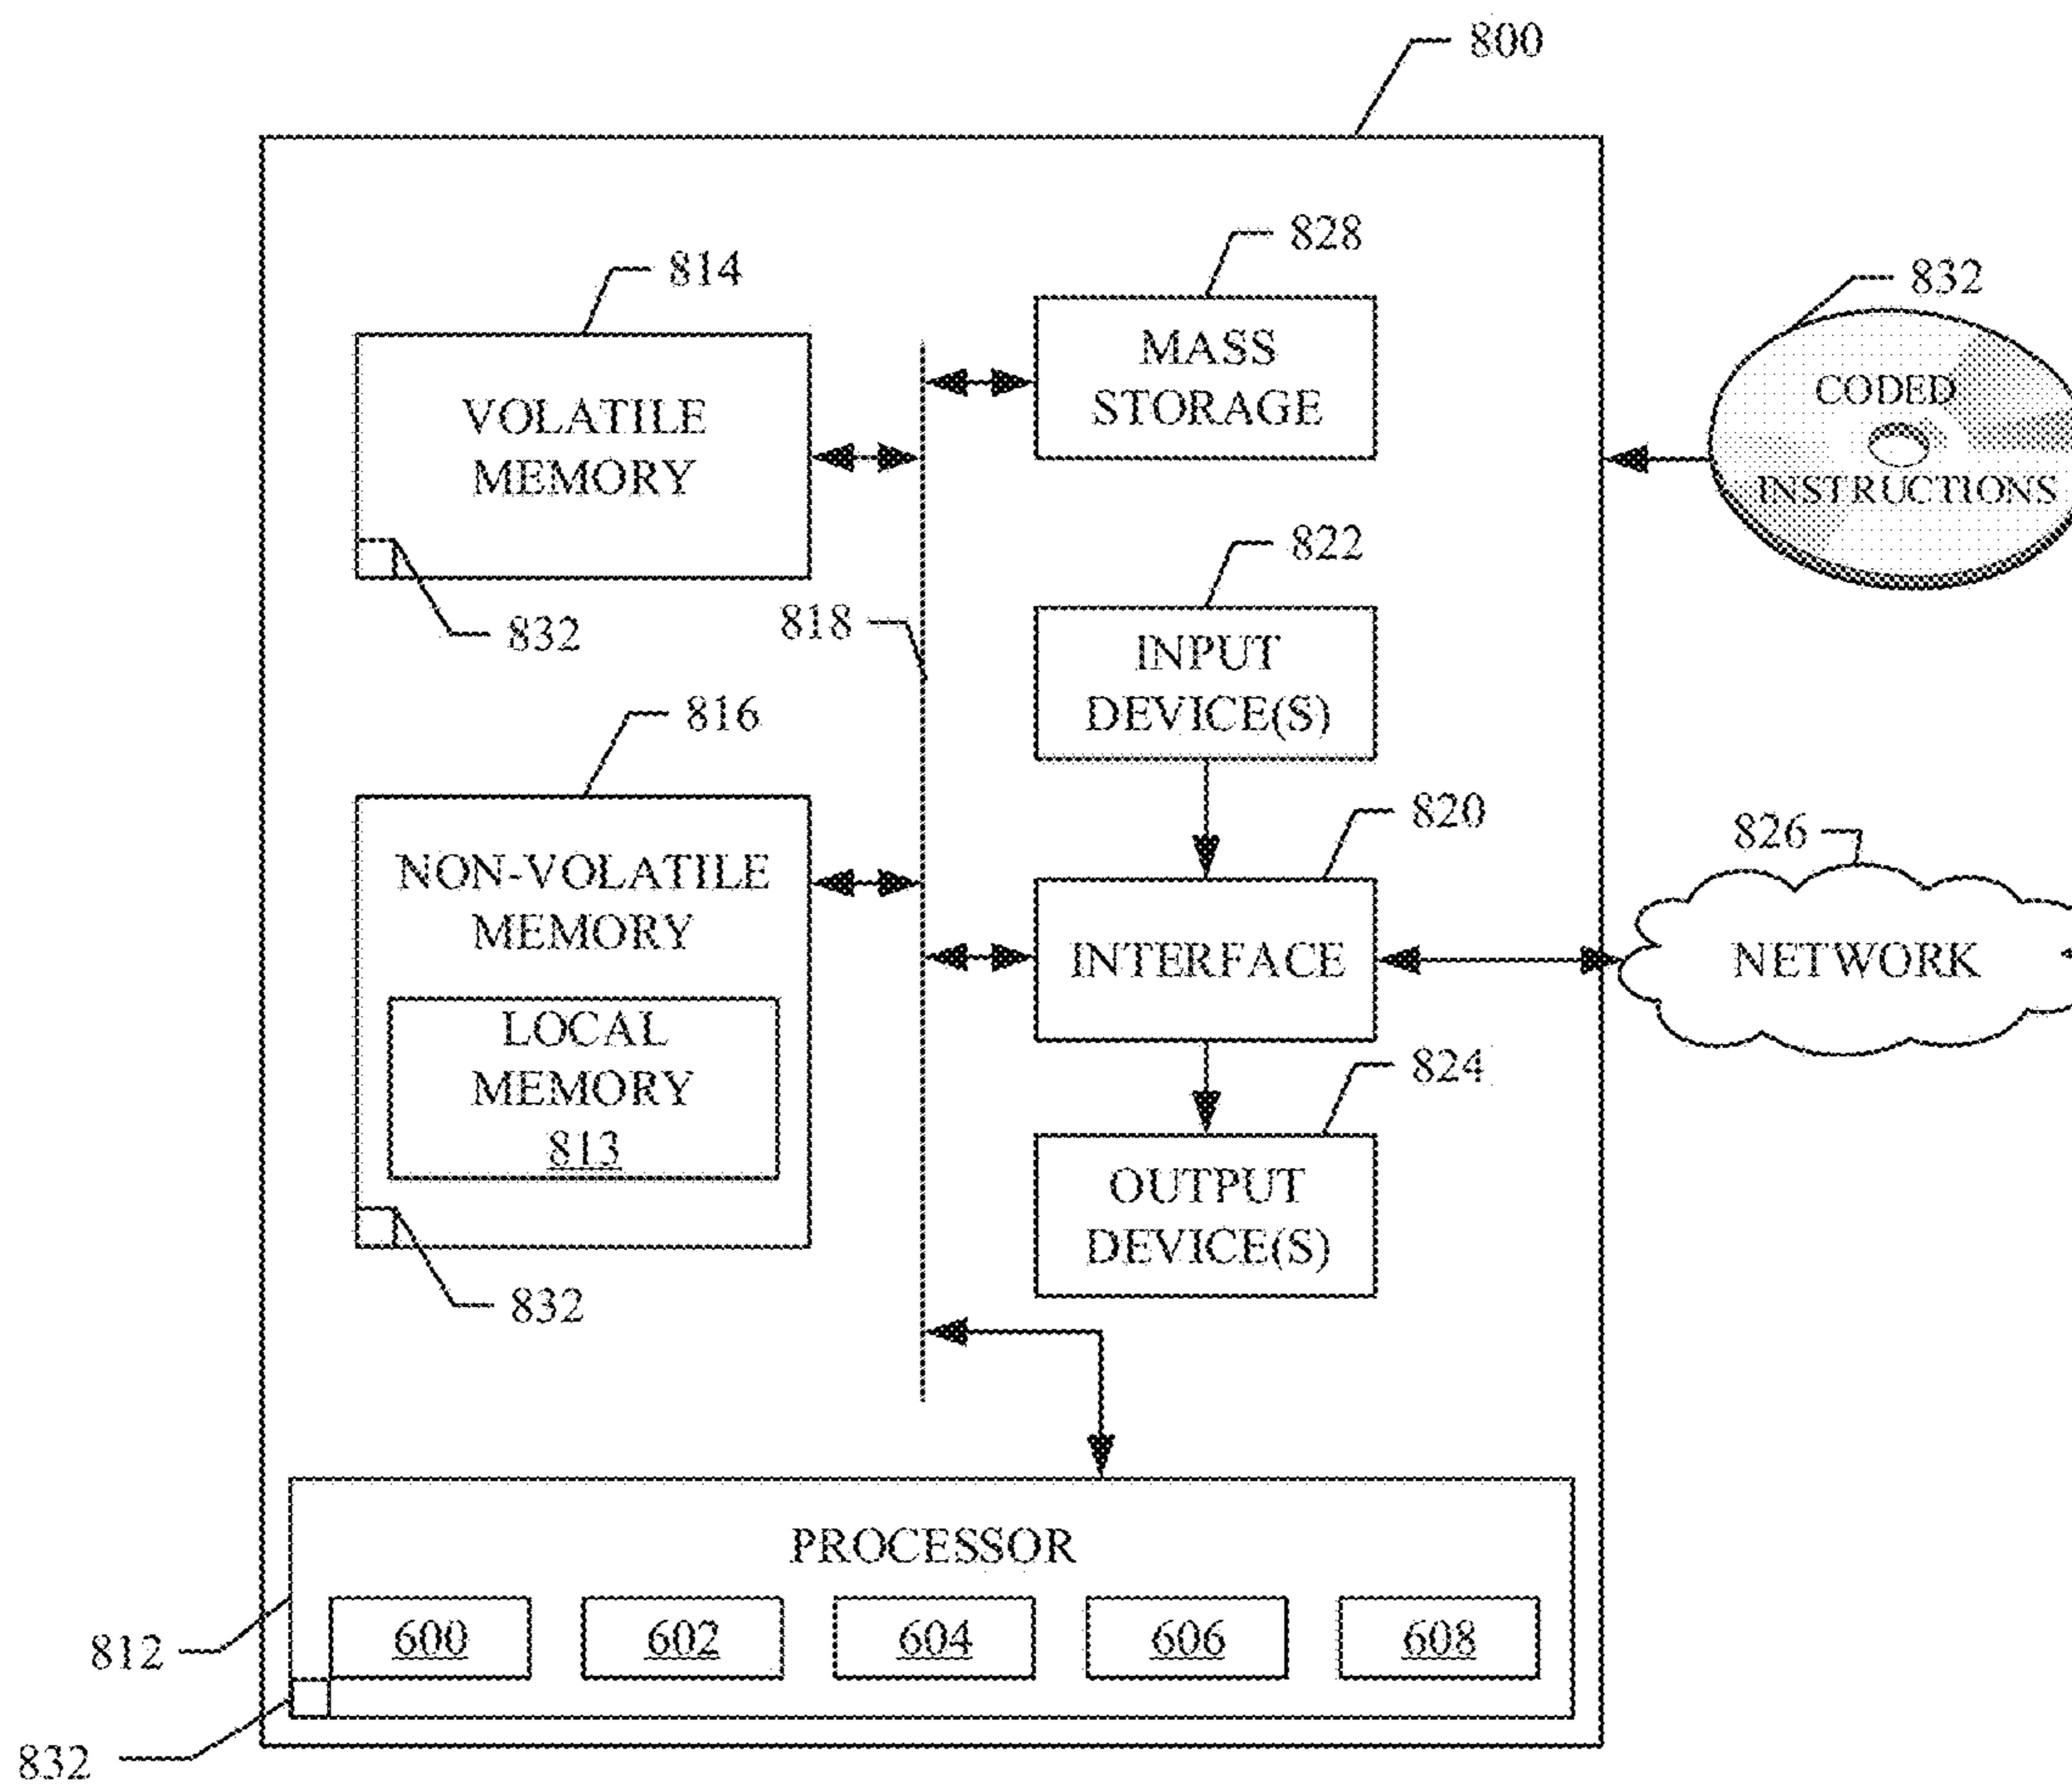 800
828
814
832
MASS
STORAGE
VOLATILE
MEMORY
CODED
INSTRUCTIONS
822
832
818
INPUT
DEVICE(S)
816
820
826
NON-VOLATILE
MEMORY
INTERFACE
NETWORK
LOCAL
MEMORY
813
824
OUTPUT
DEVICE(S)
832
PROCESSOR
600
602
604
606
608
812
832